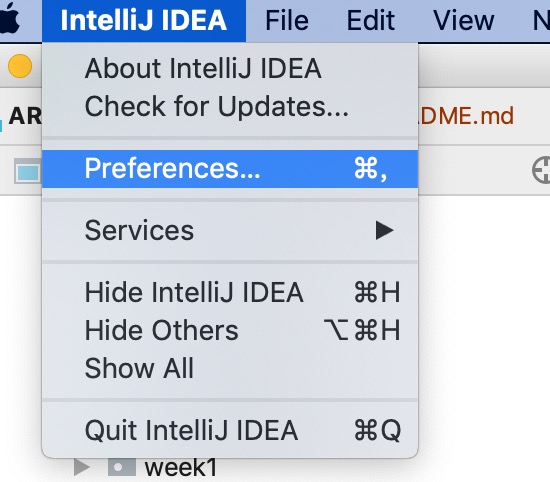 IntelliJ IDEA File Edit View N
About IntelliJ IDEA
Check for Updates...
AR DME.md
Preferences... ⌘,
Services ▶
Hide IntelliJ IDEA ⌘H
Hide Others ⌥⌘H
Show All
Quit IntelliJ IDEA ⌘Q
week1